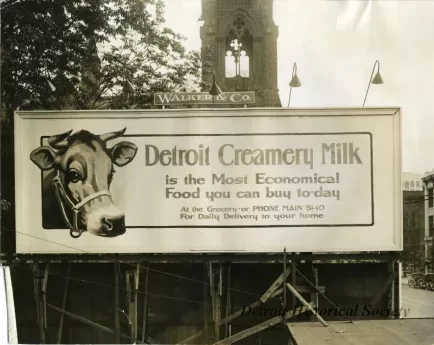 WALKER & CO.
Detroit Creamery Milk
is the Most Economical
Food you can buy to-day
At the Grocery - or PHONE MAIN 5140
For Daily Delivery to your home
Detroit Historical Society